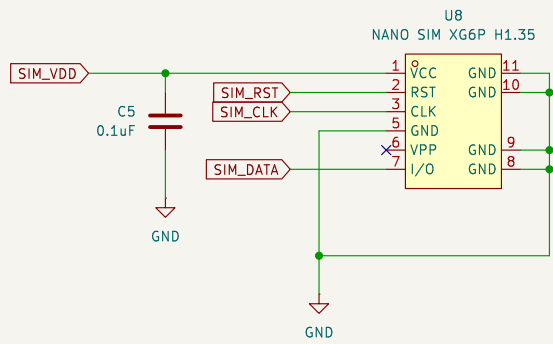 U8
NANO SIM XG6P H1.35
SIM_VDD
1 VCC GND 11
SIM_RST 2 RST GND 10
SIM_CLK 3 CLK
C5
0.1uF
5 GND
6 VPP GND 9
SIM_DATA 7 I/O GND 8
GND
GND